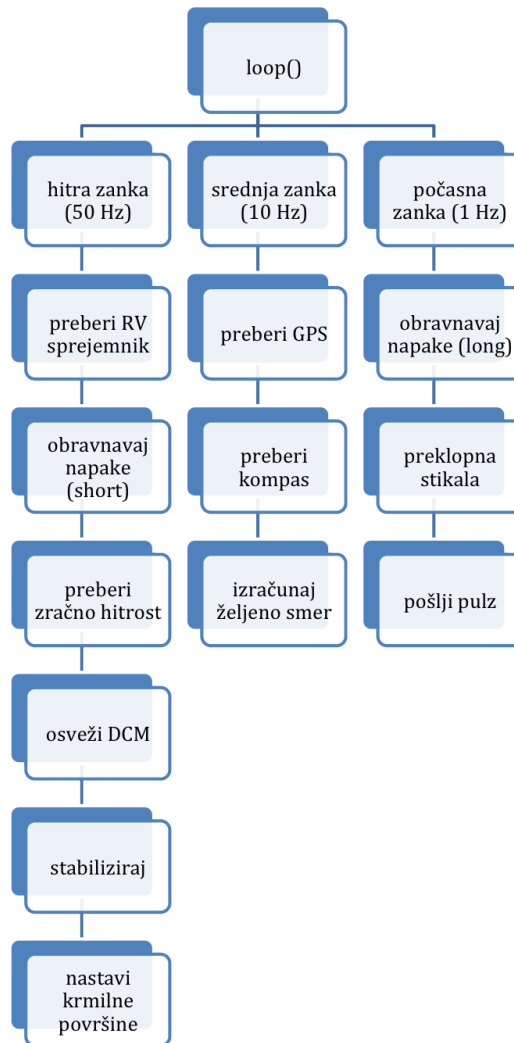 loop()
hitra zanka
(50 Hz)
preberi RV
sprejemnik
obravnavaj
napake
(short)
preberi
zračno hitrost
osveži DCM
stabiliziraj
nastavi
krmilne
površine
srednja zanka
(10 Hz)
preberi GPS
preberi
kompas
izračunaj
željeno smer
počasna
zanka (1 Hz)
obravnavaj
napake (long)
preklopna
stikala
pošlji pulz